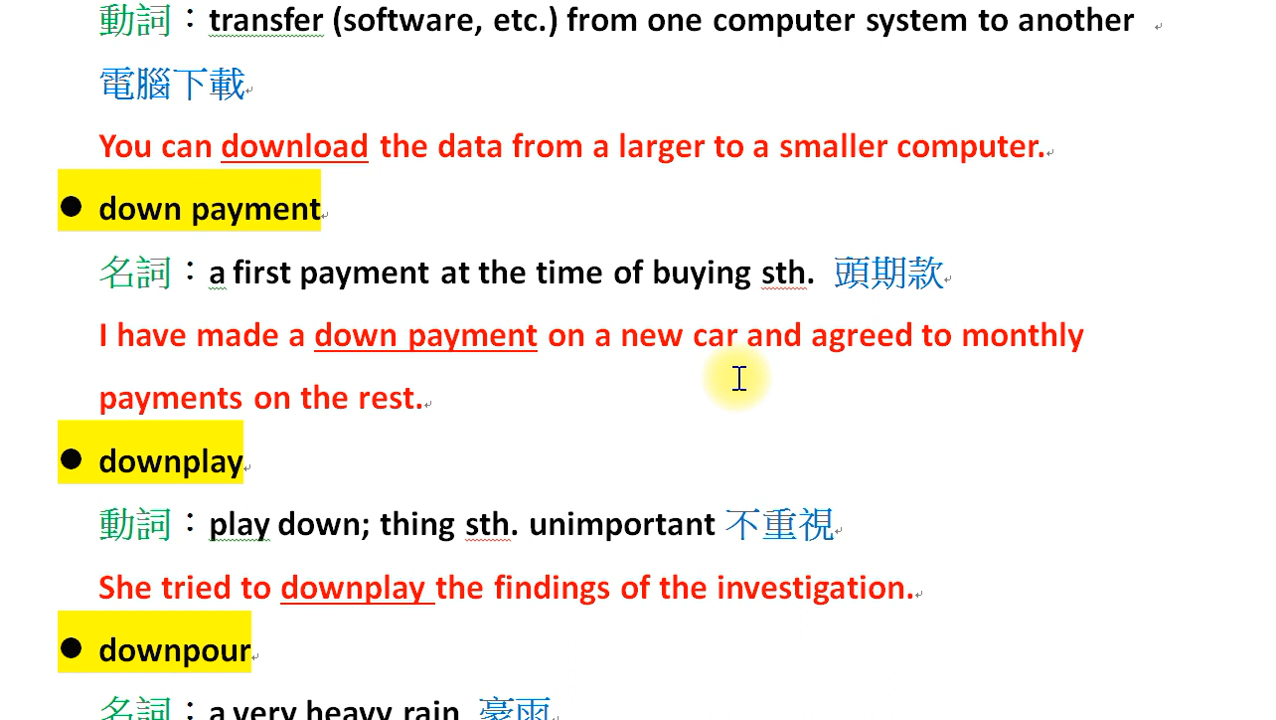 動詞：transfer (software, etc.) from one computer system to another
電腦下載
You can download the data from a larger to a smaller computer.
● down payment
名詞：a first payment at the time of buying sth. 頭期款
I have made a down payment on a new car and agreed to monthly
payments on the rest.
● downplay
動詞：play down; thing sth. unimportant 不重視
She tried to downplay the findings of the investigation.
● downpour
名詞：a very heavy rain 豪雨